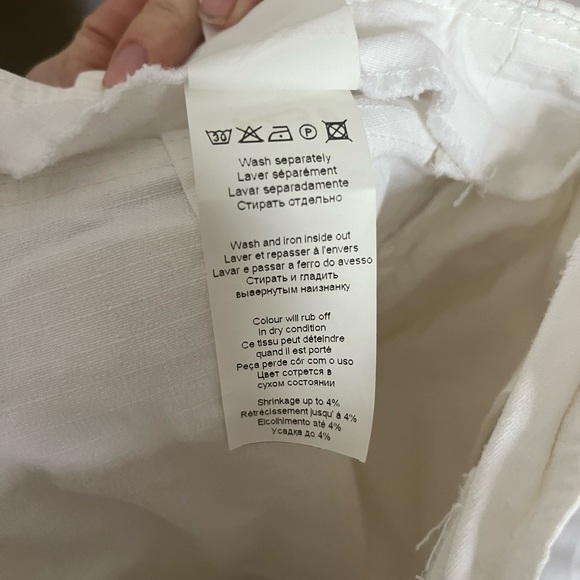 30 P
Wash separately
Laver séparément
Lavar separadamente
Стирать отдельно
Wash and iron inside out
Laver et repasser à l'envers
Lavar e passar a ferro do avesso
Стирать и гладить
вывернутым наизнанку
Colour will rub off
in dry condition
Ce tissu peut déteindre
quand il est porté
Peça perde côr com o uso
Цвет сотрется в
сухом состоянии
Shrinkage up to 4%
Rétrécissement jusqu' à 4%
Elcolhimento até 4%
Усадка до 4%